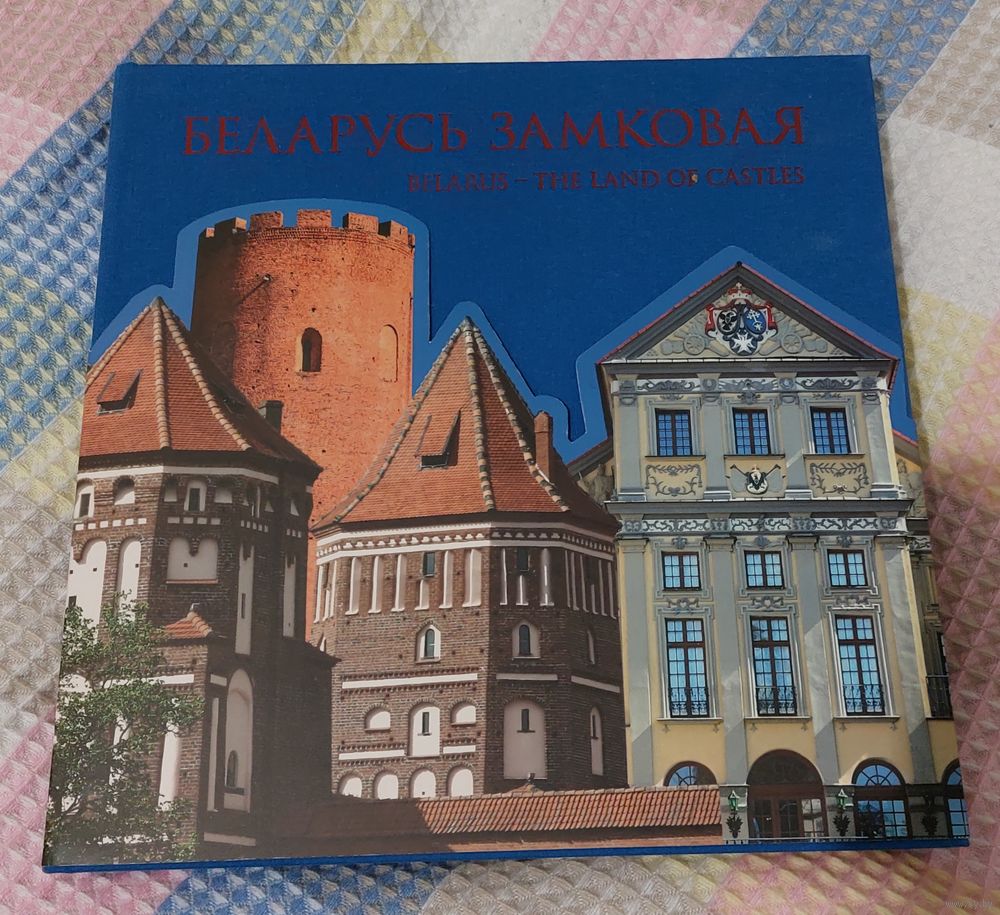 БЕЛАРУСЬ ЗАМКОВАЯ
BELARUS – THE LAND OF CASTLES